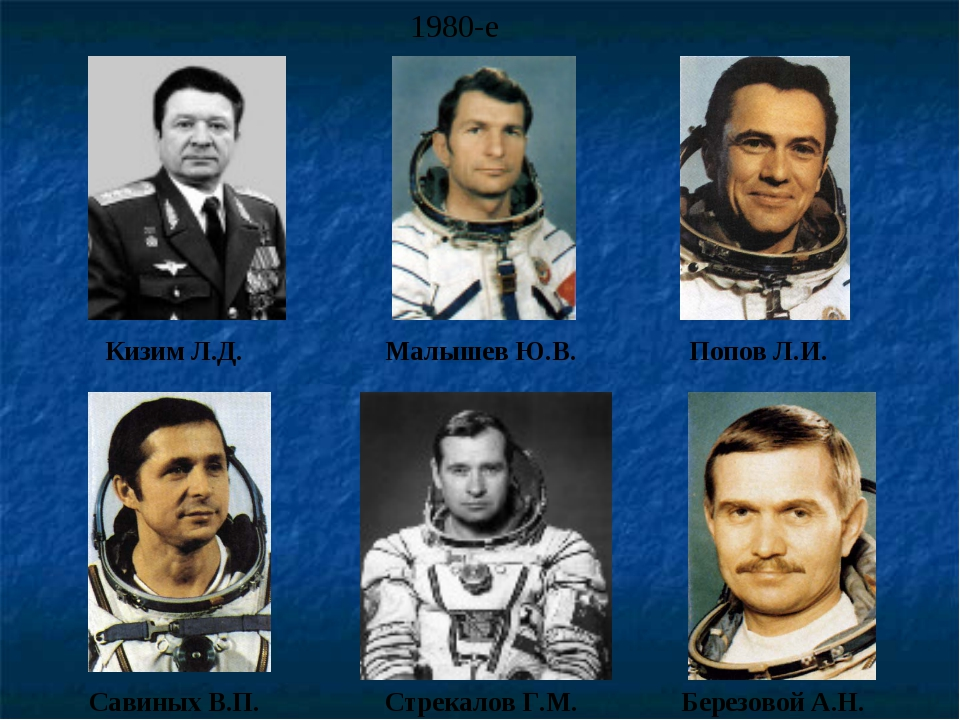 1980-е
Кизим Л.Д.
Малышев Ю.В.
Попов Л.И.
Савиных В.П.
Стрекалов Г.М.
Березовой А.Н.